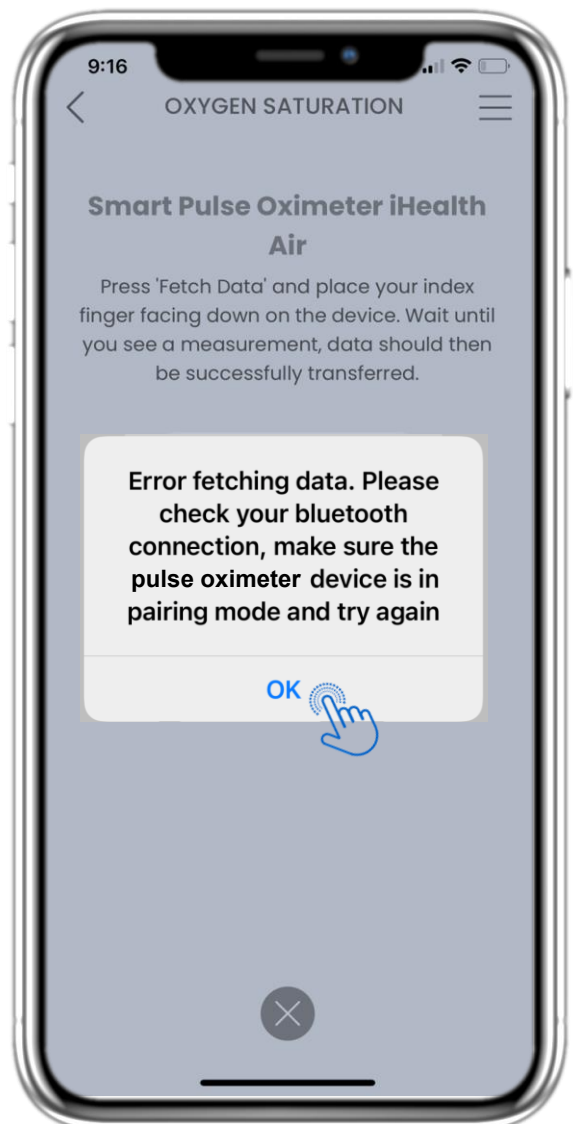 9:16
OXYGEN SATURATION
Smart Pulse Oximeter iHealth
Air
Press 'Fetch Data' and place your index
finger facing down on the device. Wait until
you see a measurement, data should then
be successfully transferred.
Error fetching data. Please
check your bluetooth
connection, make sure the
pulse oximeter device is in
pairing mode and try again
OK